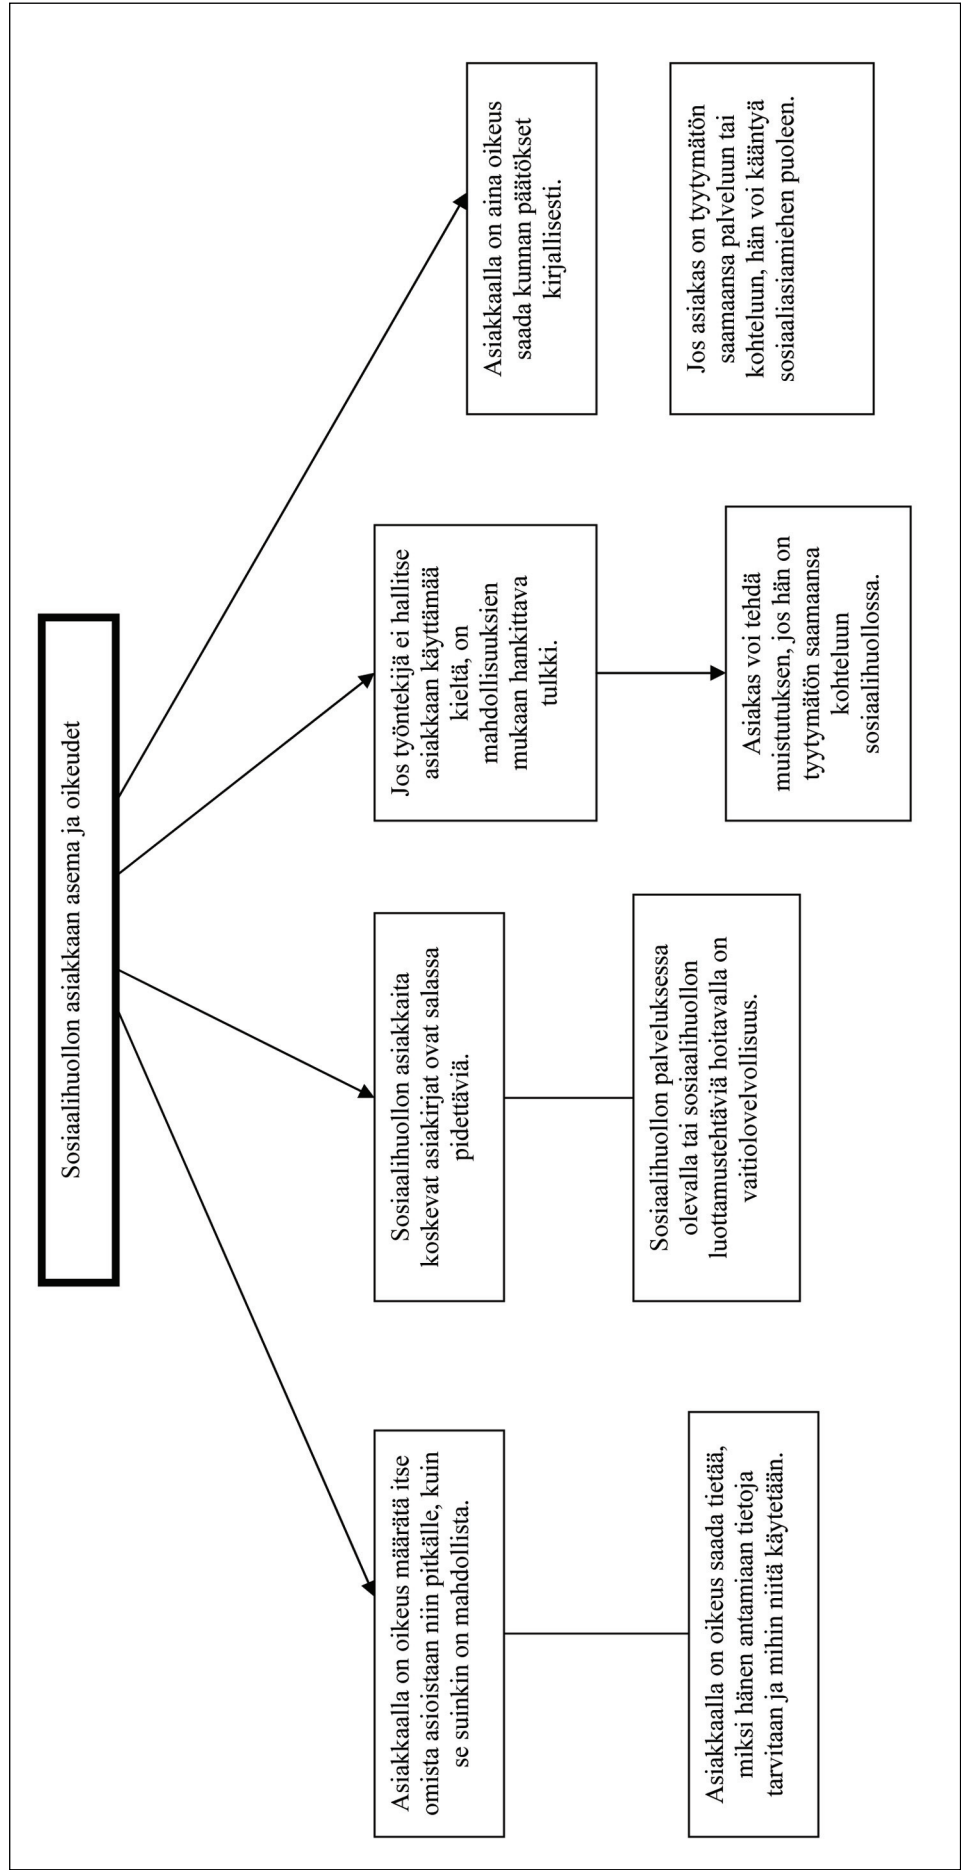 Sosiaalihuollon asiakkaan asema ja oikeudet
Asiakkaalla on oikeus määrätä itse
omista asioistaan niin pitkälle, kuin
se suinkin on mahdollista.
Asiakkaalla on oikeus saada tietää,
miksi hänen antamiaan tietoja
tarvitaan ja mihin niitä käytetään.
Sosiaalihuollon asiakkaita
koskevat asiakirjat ovat salassa
pidettäviä.
Sosiaalihuollon palveluksessa
olevalla tai sosiaalihuollon
luottamustehtäviä hoitavalla on
vaitiolovelvollisuus.
Jos työntekijä ei hallitse
asiakkaan käyttämää
kieltä, on
mahdollisuuksien
mukaan hankittava
tulkki.
Asiakas voi tehdä
muistutuksen, jos hän on
tyytymätön saamaansa
kohteluun
sosiaalihuollossa.
Asiakkaalla on aina oikeus
saada kunnan päätökset
kirjallisesti.
Jos asiakas on tyytymätön
saamaansa palveluun tai
kohteluun, hän voi kääntyä
sosiaaliasiamiehen puoleen.